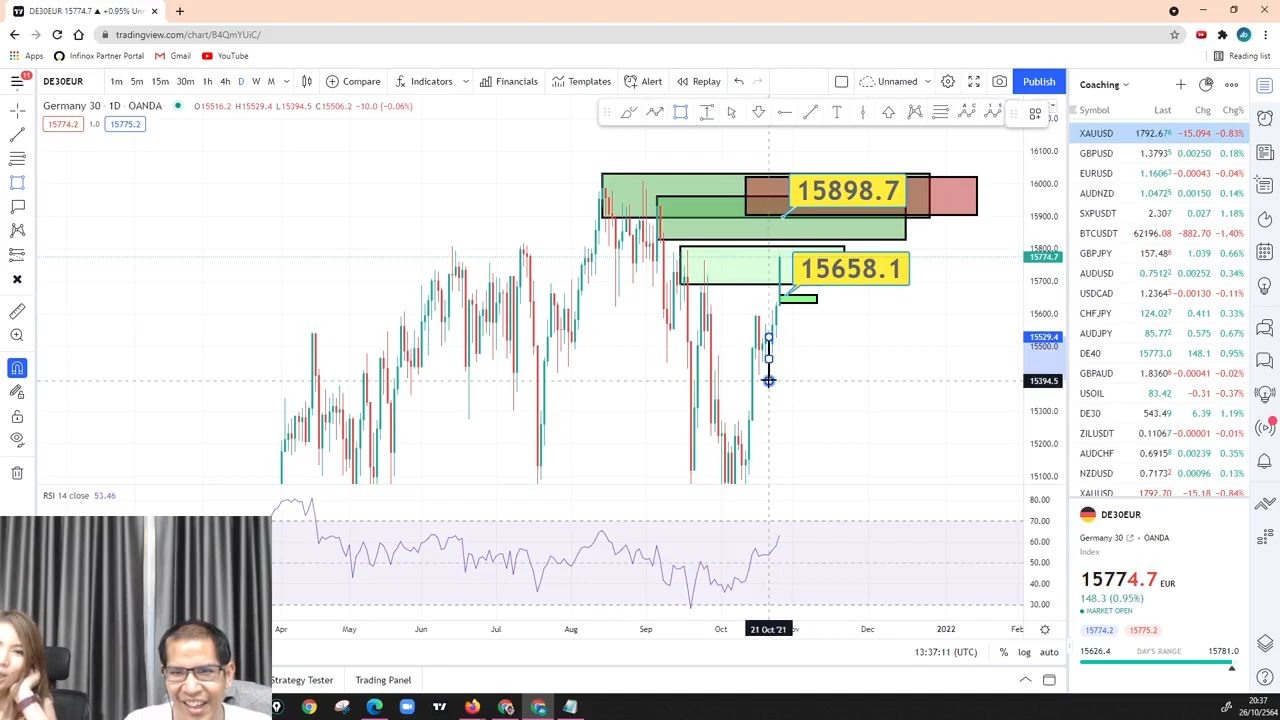 DE30EUR 15774.7 ▲ +0.95% Unn
tradingview.com/chart/B4QmYUiC/
Apps Infinox Partner Portal Gmail YouTube Reading list
11
DE30EUR 1m 5m 15m 30m 1h 4h D W M Compare Indicators Financials Templates Alert Replay Unnamed Publish
Germany 30 · 1D · OANDA O15516.2 H15529.4 L15394.5 C15506.2 −10.0 (−0.06%)
15774.2 1.0 15775.2
16100.0
16000.0
15900.0
15800.0
15774.7
15700.0
15600.0
15529.4
15500.0
15394.5
15300.0
15200.0
15100.0
15898.7
15658.1
RSI 14 close 53.46
80.00
70.00
60.00
50.00
40.00
30.00
Apr May Jun Jul Aug Sep Oct 21 Oct '21 Dec 2022 Feb
13:37:11 (UTC) % log auto
Strategy Tester Trading Panel
Coaching
Symbol Last Chg Chg%
XAUUSD 1792.676 −15.094 −0.83%
GBPUSD 1.37935 0.00250 0.18%
EURUSD 1.16063 −0.00043 −0.04%
AUDNZD 1.04725 0.00150 0.14%
SXPUSDT 2.307 0.027 1.18%
BTCUSDT 62196.08 −882.70 −1.40%
GBPJPY 157.486 1.039 0.66%
AUDUSD 0.75122 0.00252 0.34%
USDCAD 1.23645 −0.00130 −0.11%
CHFJPY 124.027 0.411 0.33%
AUDJPY 85.772 0.575 0.67%
DE40 15773.0 148.1 0.95%
GBPAUD 1.83606 −0.00041 −0.02%
USOIL 83.42 −0.31 −0.37%
DE30 543.49 6.39 1.19%
ZILUSDT 0.11067 −0.00001 −0.01%
AUDCHF 0.69158 0.00239 0.35%
NZDUSD 0.71732 0.00096 0.13%
XAUUSD 1792.70 −15.18 −0.84%
DE30EUR
Germany 30 · OANDA
Index
15774.7 EUR
148.3 (0.95%)
MARKET OPEN
15774.2 15775.2
15626.4 DAY'S RANGE 15781.0
20:37
26/10/2564